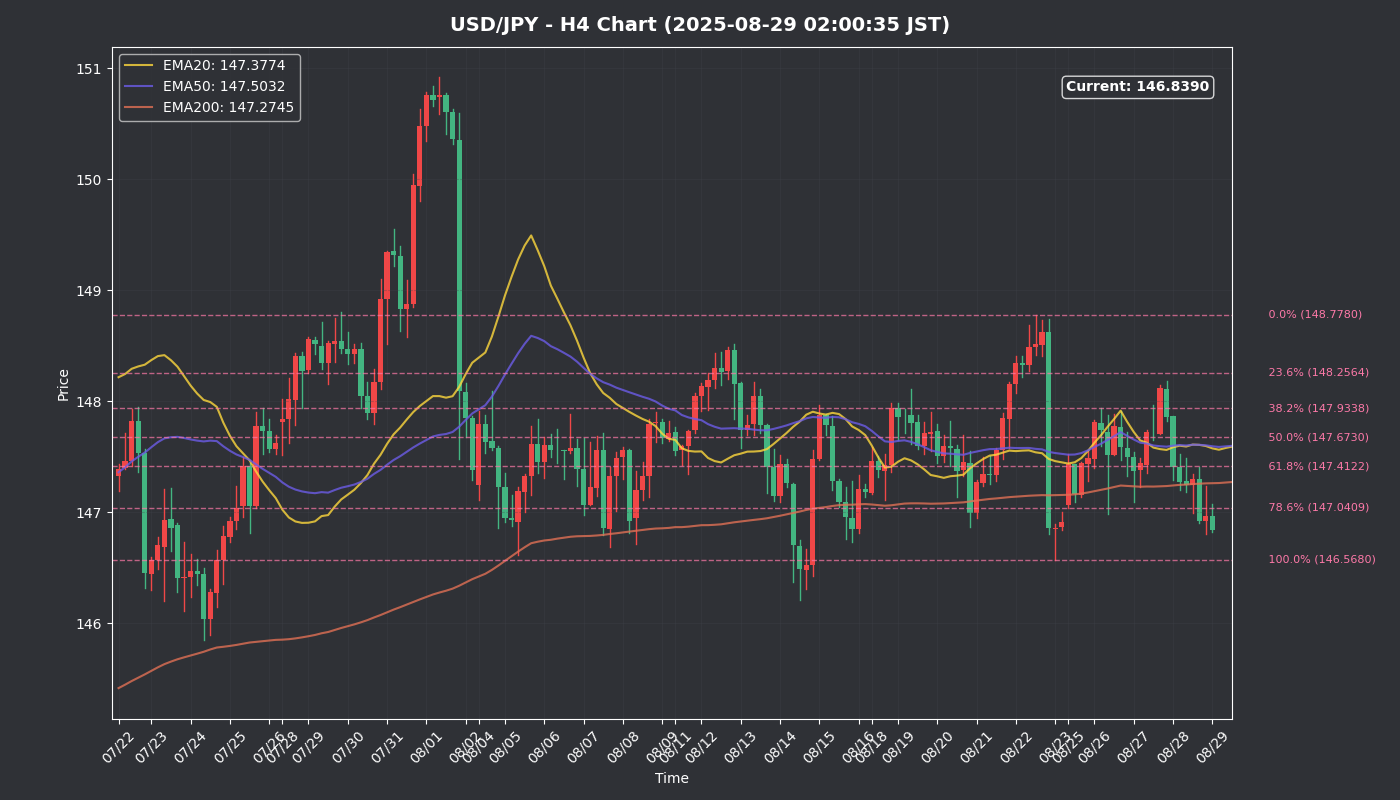 USD/JPY - H4 Chart (2025-08-29 02:00:35 JST)
EMA20: 147.3774
EMA50: 147.5032
EMA200: 147.2745
Current: 146.8390
151
150
149
148
147
146
Price
0.0% (148.7780)
23.6% (148.2564)
38.2% (147.9338)
50.0% (147.6730)
61.8% (147.4122)
78.6% (147.0409)
100.0% (146.5680)
07/22 07/23 07/24 07/25 07/26 07/28 07/29 07/30 07/31 08/01 08/02 08/04 08/05 08/06 08/07 08/08 08/09 08/11 08/12 08/13 08/14 08/15 08/16 08/18 08/19 08/20 08/21 08/22 08/23 08/25 08/26 08/27 08/28 08/29
Time